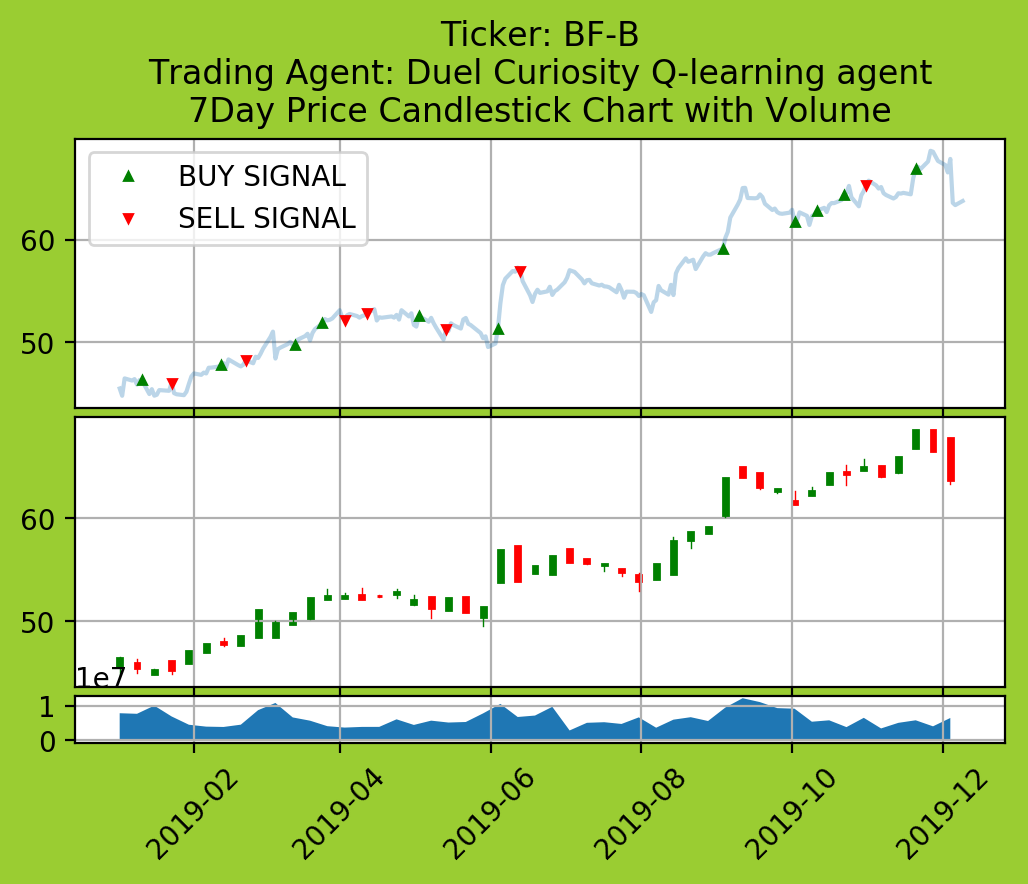 Ticker: BF-B
Trading Agent: Duel Curiosity Q-learning agent
7Day Price Candlestick Chart with Volume
BUY SIGNAL
SELL SIGNAL
60
50
60
50
1e7
1
0
2019-02
2019-04
2019-06
2019-08
2019-10
2019-12